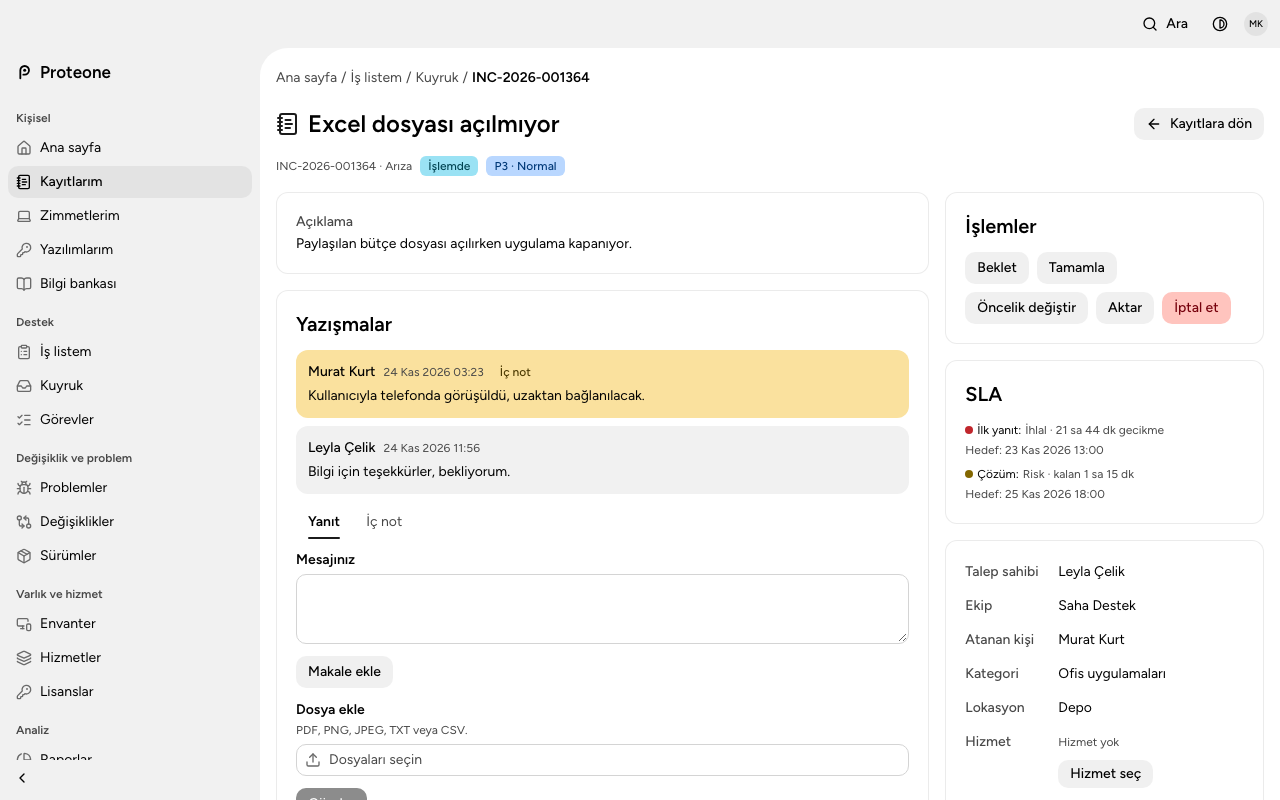 Ara
MK
Proteone
Kişisel
Ana sayfa
Kayıtlarım
Zimmetlerim
Yazılımlarım
Bilgi bankası
Destek
İş listem
Kuyruk
Görevler
Değişiklik ve problem
Problemler
Değişiklikler
Sürümler
Varlık ve hizmet
Envanter
Hizmetler
Lisanslar
Analiz
Raporlar
Ana sayfa / İş listem / Kuyruk / INC-2026-001364
Excel dosyası açılmıyor
Kayıtlara dön
INC-2026-001364 · Arıza İşlemde P3 · Normal
Açıklama
Paylaşılan bütçe dosyası açılırken uygulama kapanıyor.
Yazışmalar
Murat Kurt 24 Kas 2026 03:23 İç not
Kullanıcıyla telefonda görüşüldü, uzaktan bağlanılacak.
Leyla Çelik 24 Kas 2026 11:56
Bilgi için teşekkürler, bekliyorum.
Yanıt İç not
Mesajınız
Makale ekle
Dosya ekle
PDF, PNG, JPEG, TXT veya CSV.
Dosyaları seçin
İşlemler
Beklet Tamamla
Öncelik değiştir Aktar İptal et
SLA
İlk yanıt: İhlal · 21 sa 44 dk gecikme
Hedef: 23 Kas 2026 13:00
Çözüm: Risk · kalan 1 sa 15 dk
Hedef: 25 Kas 2026 18:00
Talep sahibi Leyla Çelik
Ekip Saha Destek
Atanan kişi Murat Kurt
Kategori Ofis uygulamaları
Lokasyon Depo
Hizmet Hizmet yok
Hizmet seç